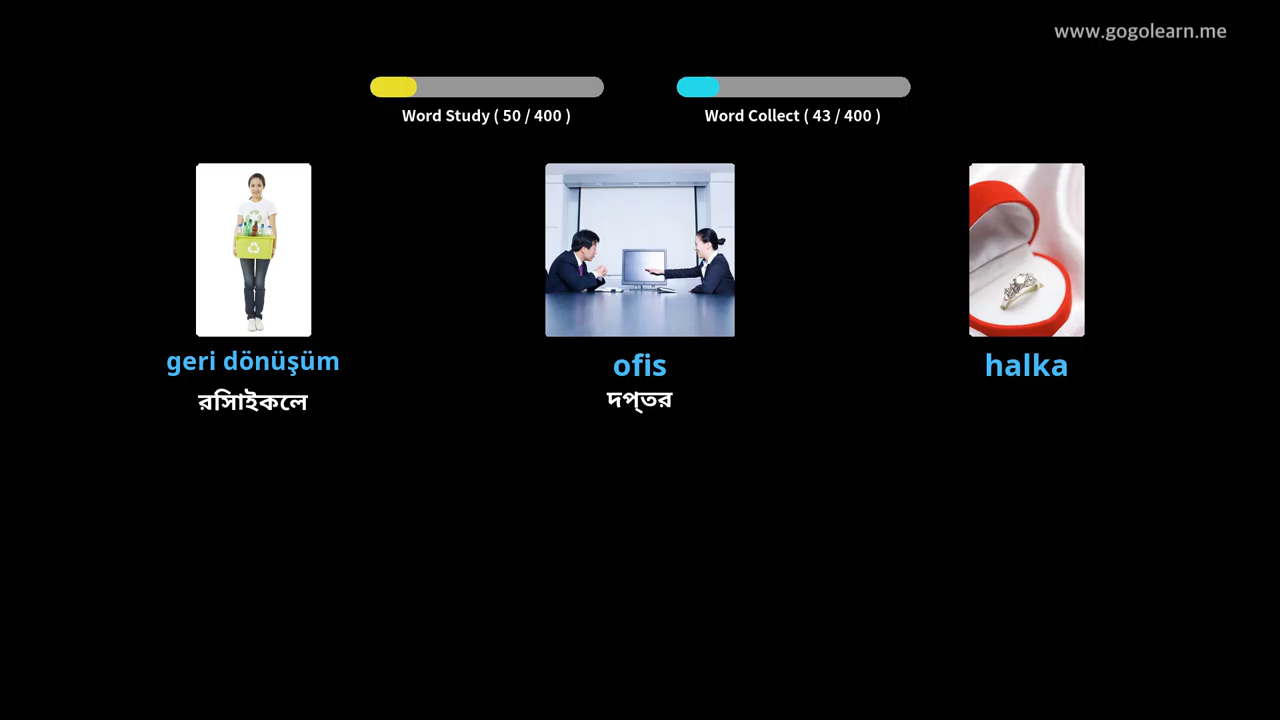 www.gogolearn.me
Word Study ( 50 / 400 )
Word Collect ( 43 / 400 )
geri dönüşüm
ofis
halka
রিসাইকেল
দপ্তর